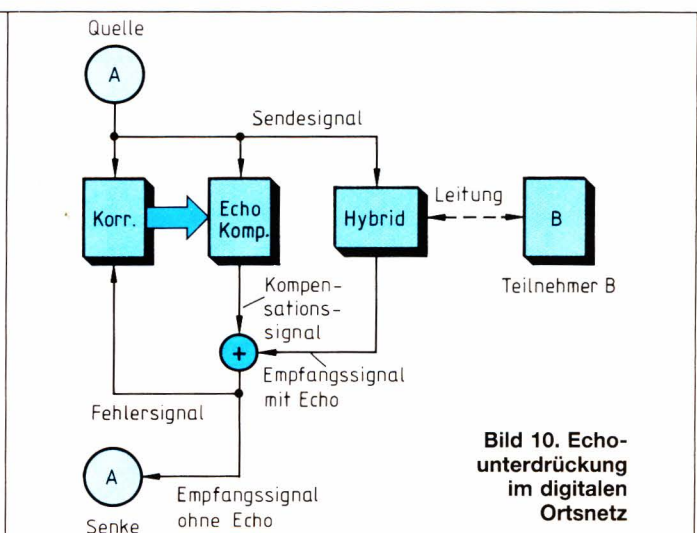 Quelle
A
Sendesignal
Korr.
Echo
Komp.
Hybrid
Leitung
B
Teilnehmer B
Kompen-
sations-
signal
+
Empfangssignal
mit Echo
Fehlersignal
A
Senke
Empfangssignal
ohne Echo
Bild 10. Echo-
unterdrückung
im digitalen
Ortsnetz